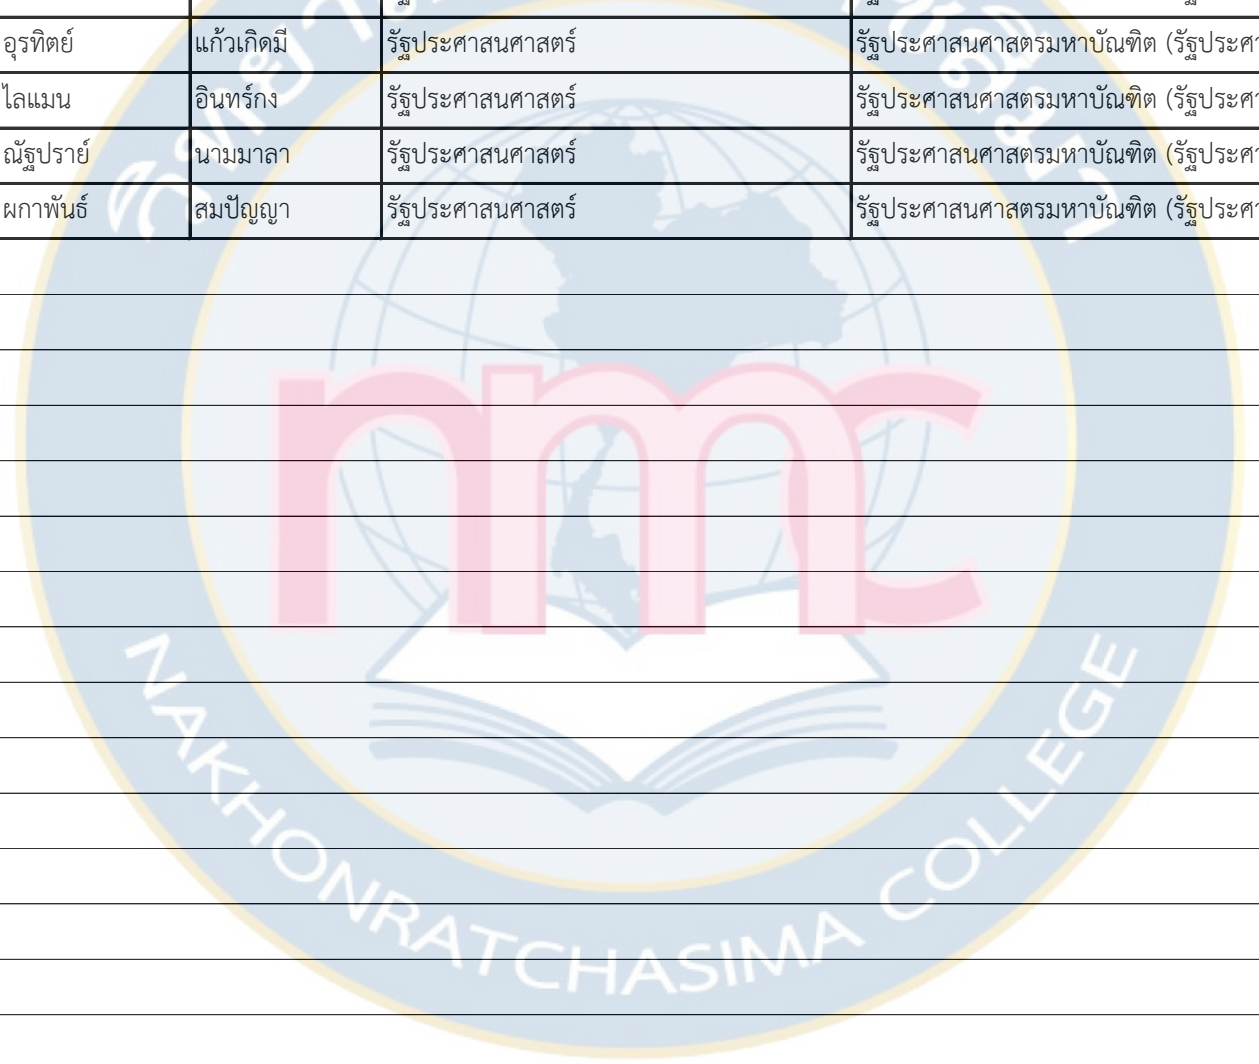 อุรทิตย์ แก้วเกิดมี รัฐประศาสนศาสตร์ รัฐประศาสนศาสตรมหาบัณฑิต (รัฐประศา
ไลแมน อินทร์กง รัฐประศาสนศาสตร์ รัฐประศาสนศาสตรมหาบัณฑิต (รัฐประศา
ณัฐปราย์ นามมาลา รัฐประศาสนศาสตร์ รัฐประศาสนศาสตรมหาบัณฑิต (รัฐประศา
ผกาพันธ์ สมปัญญา รัฐประศาสนศาสตร์ รัฐประศาสนศาสตรมหาบัณฑิต (รัฐประศา
nmc
NAKHONRATCHASIMA COLLEGE